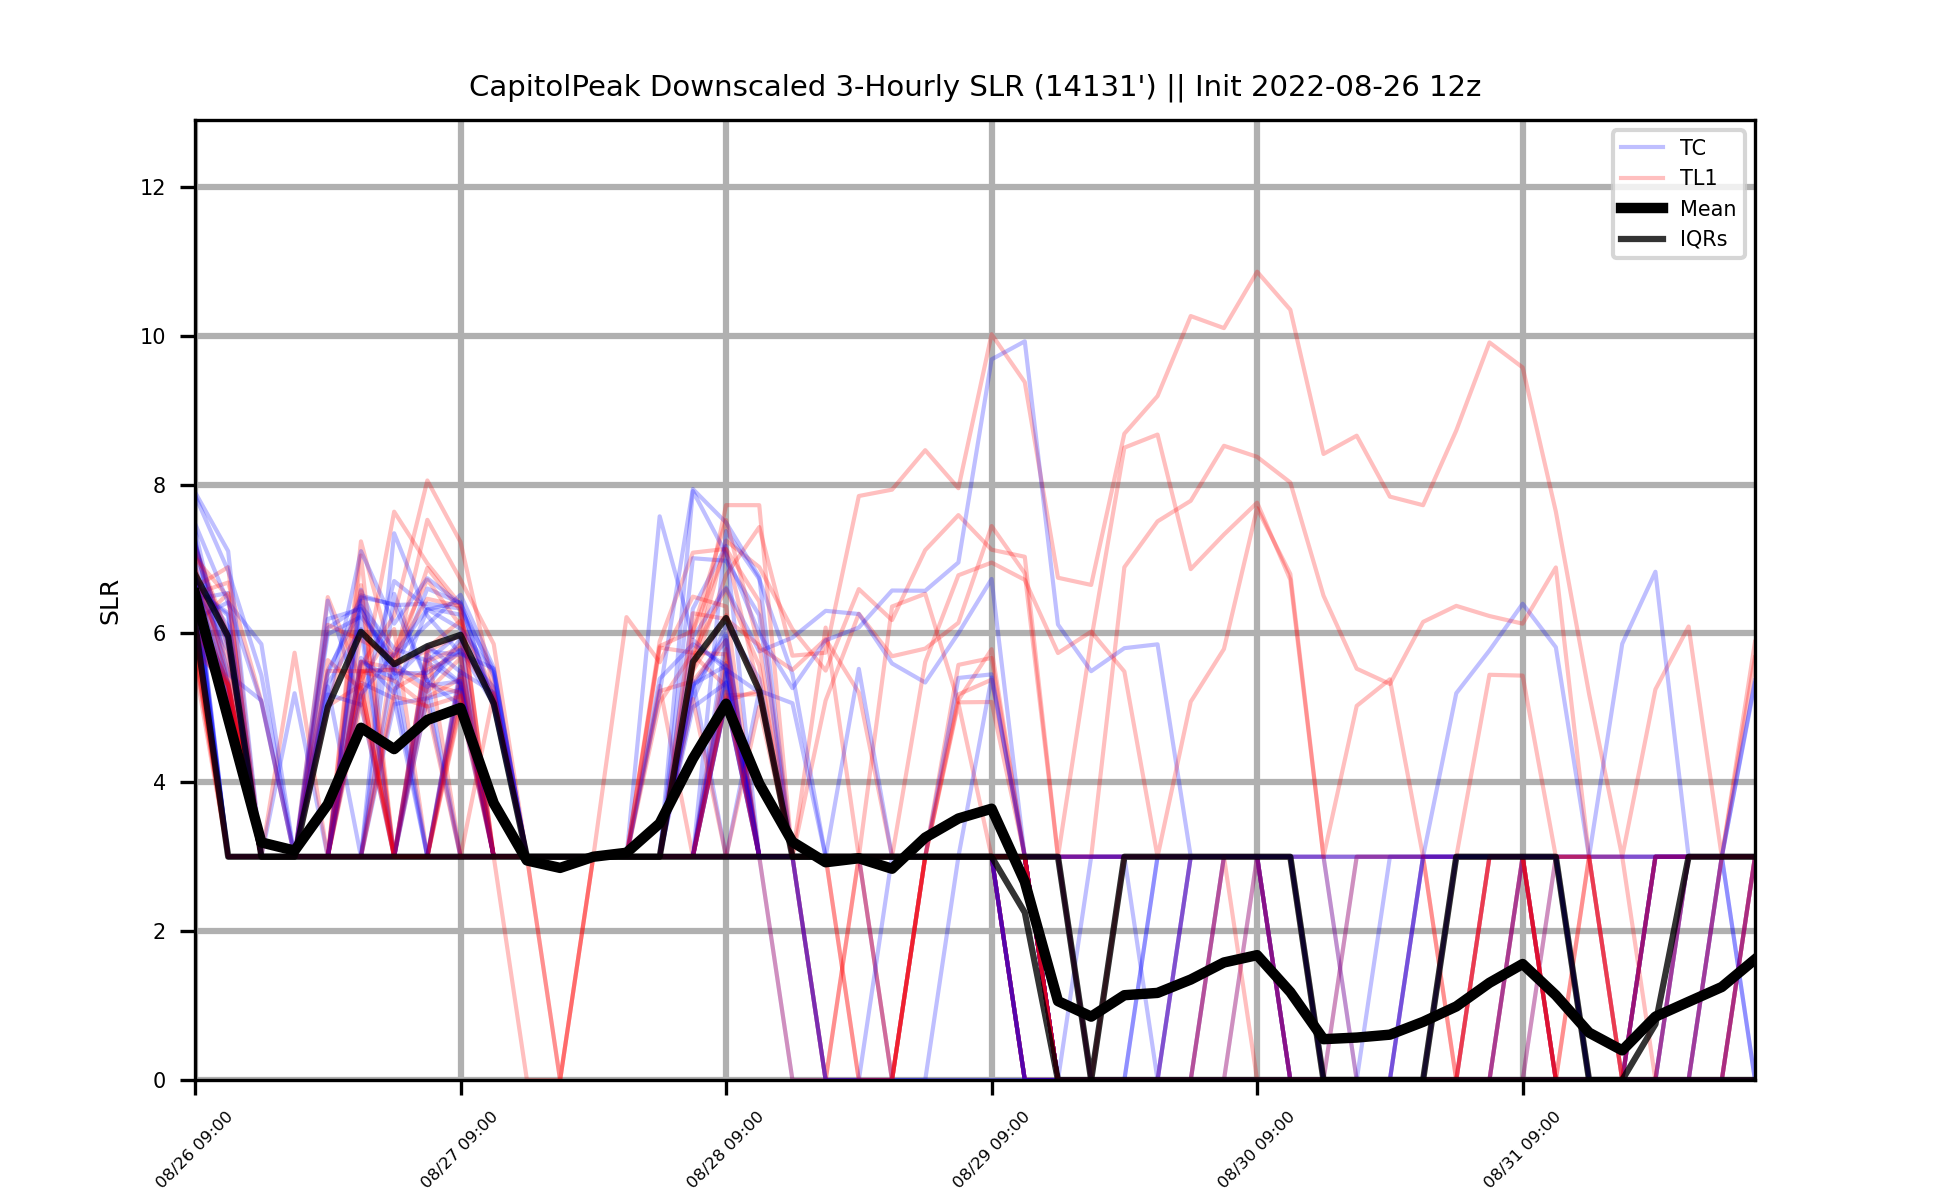 CapitolPeak Downscaled 3-Hourly SLR (14131') || Init 2022-08-26 12z
TC
TL1
Mean
IQRs
SLR
12
10
8
6
4
2
0
08/26 09:00
08/27 09:00
08/28 09:00
08/29 09:00
08/30 09:00
08/31 09:00